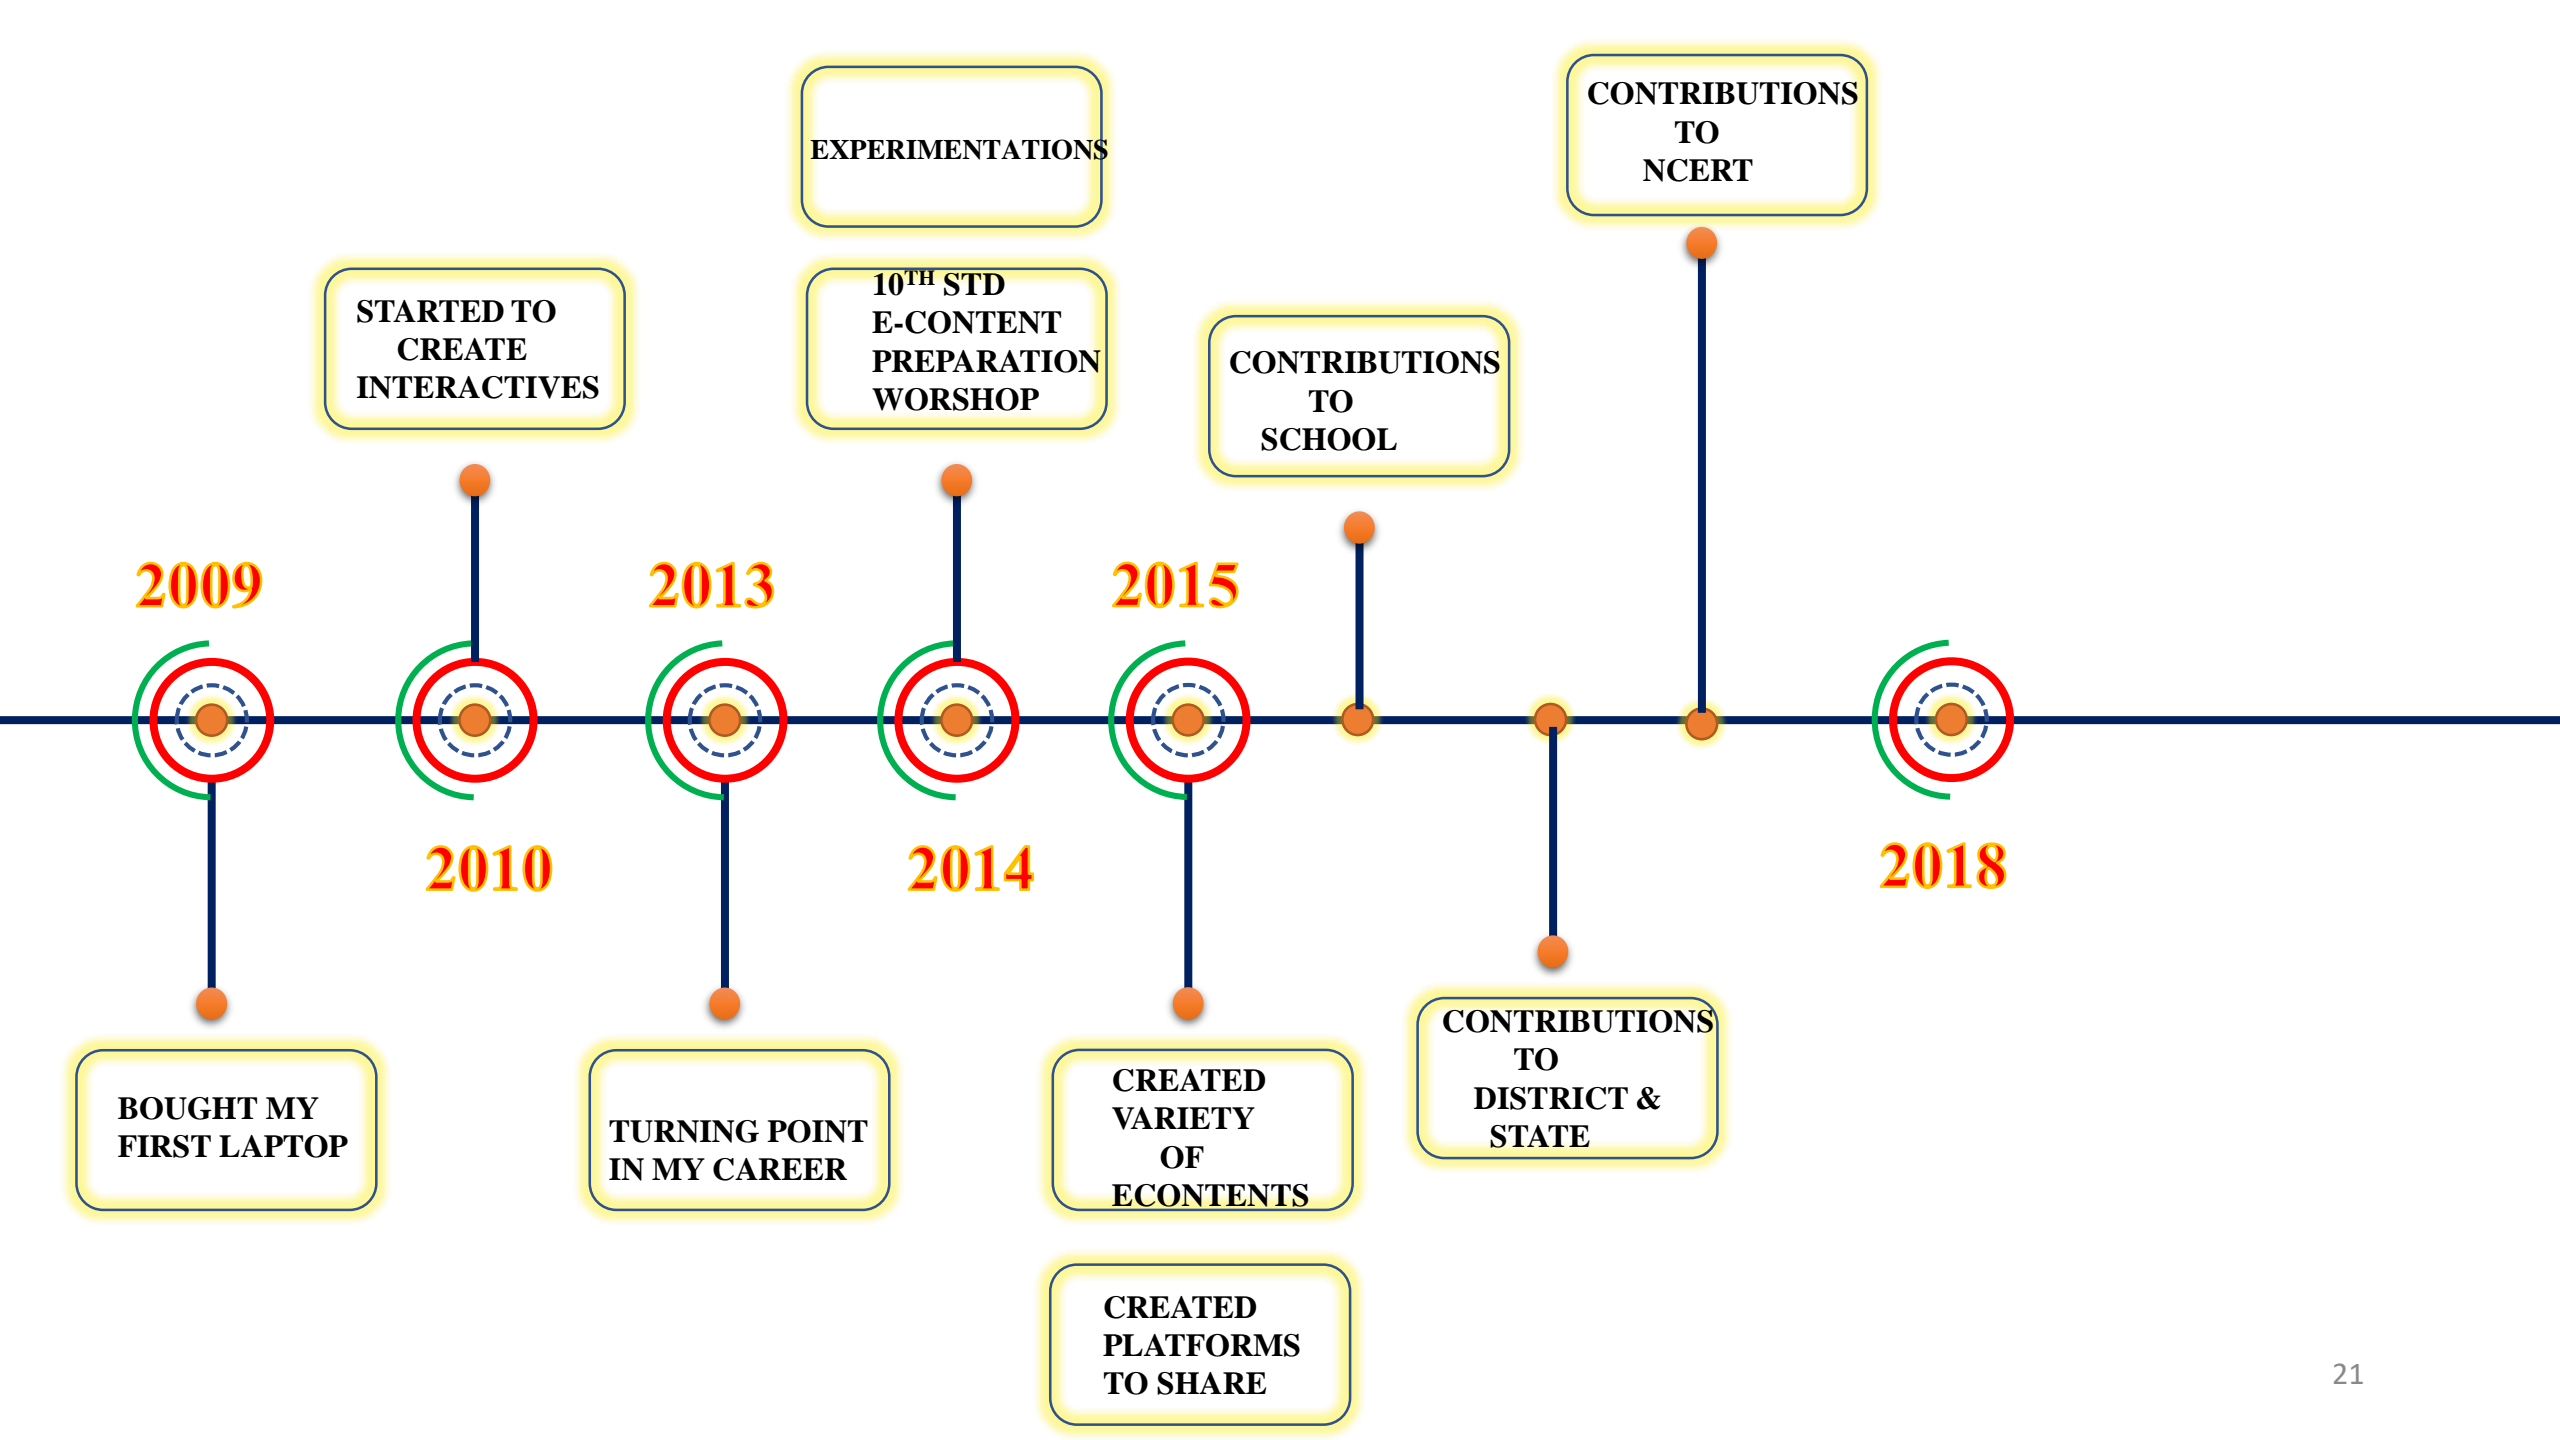 EXPERIMENTATIONS
CONTRIBUTIONS
TO
NCERT
STARTED TO
CREATE
INTERACTIVES
10TH STD
E-CONTENT
PREPARATION
WORSHOP
CONTRIBUTIONS
TO
SCHOOL
2009
2013
2015
2010
2014
2018
BOUGHT MY
FIRST LAPTOP
TURNING POINT
IN MY CAREER
CREATED
VARIETY
OF
ECONTENTS
CONTRIBUTIONS
TO
DISTRICT &
STATE
CREATED
PLATFORMS
TO SHARE
21